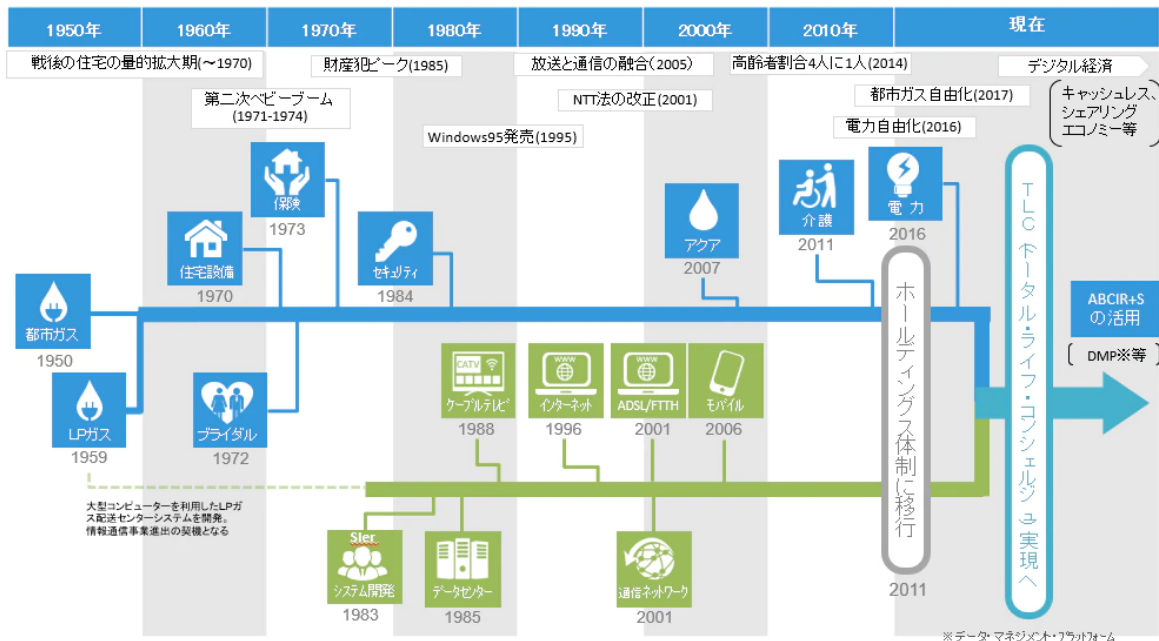 1950年
1960年
1970年
1980年
1990年
2000年
2010年
現在
戦後の住宅の量的拡大期(～1970)
財産犯ピーク(1985)
放送と通信の融合(2005)
高齢者割合4人に1人(2014)
デジタル経済
第二次ベビーブーム
(1971-1974)
NTT法の改正(2001)
都市ガス自由化(2017)
キャッシュレス、
シェアリング
エコノミー等
Windows95発売(1995)
電力自由化(2016)
保険
1973
住宅設備
1970
セキュリティ
1984
アクア
2007
介護
2011
電力
2016
都市ガス
1950
LPガス
1959
ブライダル
1972
CATV
ケーブルテレビ
1988
WWW
インターネット
1996
WWW
ADSL/FTTH
2001
モバイル
2006
ホールディングス体制に移行
2011
TLC(トータル・ライフ・コンシェルジュ)実現へ
ABCIR+S
の活用
DMP※等
大型コンピューターを利用したLPガ
ス配送センターシステムを開発。
情報通信事業進出の契機となる
SIer
システム開発
1983
データセンター
1985
通信ネットワーク
2001
※データ・マネジメント・プラットフォーム